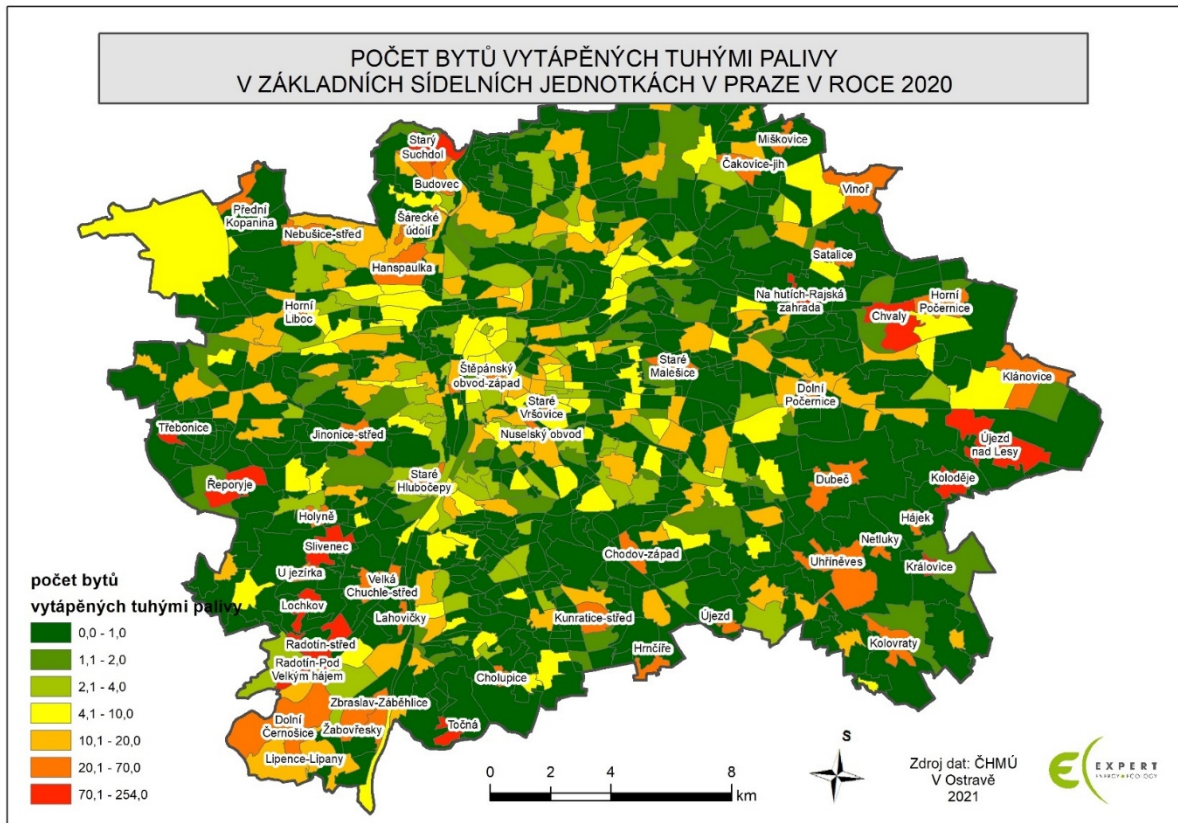 POČET BYTŮ VYTÁPĚNÝCH TUHÝMI PALIVY
V ZÁKLADNÍCH SÍDELNÍCH JEDNOTKÁCH V PRAZE V ROCE 2020
Starý
Suchdol
Budovec
Miškovice
Čakovice-jih
Vinoř
Přední
Kopanina
Nebušice-střed
Šárecké
údolí
Hanspaulka
Satalice
Horní
Liboc
Na hutích-Rajská
zahrada
Horní
Počernice
Chvaly
Štěpánský
obvod-západ
Staré
Malešice
Klánovice
Dolní
Počernice
Staré
Vršovice
Nuselský obvod
Třebonice
Jinonice-střed
Újezd
nad Lesy
Řeporyje
Staré
Hlubočepy
Dubeč
Koloděje
Holyně
Slivenec
Hájek
Netluky
Chodov-západ
Uhříněves
Královice
U jezírka
Velká
Chuchle-střed
Lochkov
Lahovičky
Kunratice-střed
Újezd
Kolovraty
Radotín-střed
Radotín-Pod
Velkým hájem
Hrnčíře
Cholupice
Zbraslav-Záběhlice
Dolní
Černošice
Žabovřesky
Točná
Lipence-Lipany
počet bytů
vytápěných tuhými palivy
0,0 - 1,0
1,1 - 2,0
2,1 - 4,0
4,1 - 10,0
10,1 - 20,0
20,1 - 70,0
70,1 - 254,0
0 2 4 8
km
S
Zdroj dat: ČHMÚ
V Ostravě
2021
EXPERT
ENERGY ECOLOGY